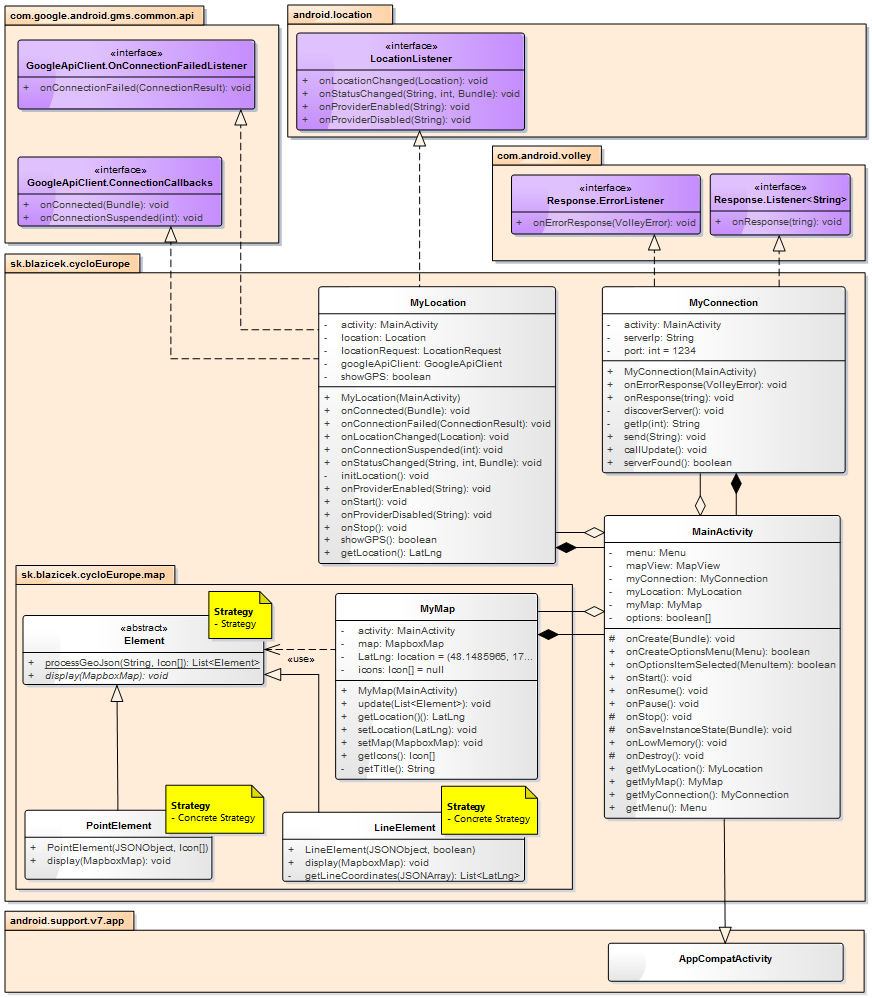 com.google.android.gms.common.api
«interface»
GoogleApiClient.OnConnectionFailedListener
+ onConnectionFailed(ConnectionResult): void
«interface»
GoogleApiClient.ConnectionCallbacks
+ onConnected(Bundle): void
+ onConnectionSuspended(int): void
android.location
«interface»
LocationListener
+ onLocationChanged(Location): void
+ onStatusChanged(String, int, Bundle): void
+ onProviderEnabled(String): void
+ onProviderDisabled(String): void
com.android.volley
«interface»
Response.ErrorListener
+ onErrorResponse(VolleyError): void
«interface»
Response.Listener<String>
+ onResponse(tring): void
sk.blazicek.cycloEurope
MyLocation
- activity: MainActivity
- location: Location
- locationRequest: LocationRequest
- googleApiClient: GoogleApiClient
- showGPS: boolean
+ MyLocation(MainActivity)
+ onConnected(Bundle): void
+ onConnectionFailed(ConnectionResult): void
+ onLocationChanged(Location): void
+ onConnectionSuspended(int): void
+ onStatusChanged(String, int, Bundle): void
- initLocation(): void
+ onProviderEnabled(String): void
+ onStart(): void
+ onProviderDisabled(String): void
+ onStop(): void
+ showGPS(): boolean
+ getLocation(): LatLng
MyConnection
- activity: MainActivity
- serverIp: String
- port: int = 1234
+ MyConnection(MainActivity)
+ onErrorResponse(VolleyError): void
+ onResponse(tring): void
- discoverServer(): void
- getIp(int): String
+ send(String): void
+ callUpdate(): void
+ serverFound(): boolean
MainActivity
- menu: Menu
- mapView: MapView
- myConnection: MyConnection
- myLocation: MyLocation
- myMap: MyMap
- options: boolean[]
# onCreate(Bundle): void
+ onCreateOptionsMenu(Menu): boolean
+ onOptionsItemSelected(MenuItem): boolean
+ onStart(): void
+ onResume(): void
+ onPause(): void
# onStop(): void
# onSaveInstanceState(Bundle): void
+ onLowMemory(): void
# onDestroy(): void
+ getMyLocation(): MyLocation
+ getMyMap(): MyMap
+ getMyConnection(): MyConnection
+ getMenu(): Menu
sk.blazicek.cycloEurope.map
Strategy
- Strategy
«abstract»
Element
+ processGeoJson(String, Icon[]): List<Element>
+ display(MapboxMap): void
«use»
MyMap
- activity: MainActivity
- map: MapboxMap
- LatLng: location = (48.1485965, 17...
- icons: Icon[] = null
+ MyMap(MainActivity)
+ update(List<Element>): void
+ getLocation()(): LatLng
+ setLocation(LatLng): void
+ setMap(MapboxMap): void
+ getIcons(): Icon[]
- getTitle(): String
Strategy
- Concrete Strategy
PointElement
+ PointElement(JSONObject, Icon[])
+ display(MapboxMap): void
Strategy
- Concrete Strategy
LineElement
+ LineElement(JSONObject, boolean)
+ display(MapboxMap): void
- getLineCoordinates(JSONArray): List<LatLng>
android.support.v7.app
AppCompatActivity